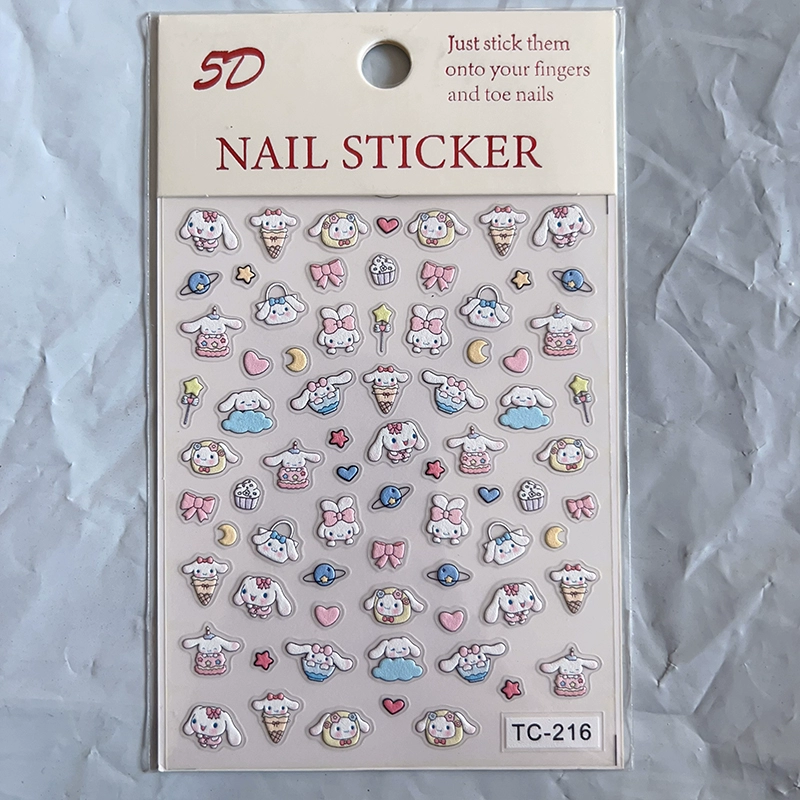 5D
Just stick them
onto your fingers
and toe nails
NAIL STICKER
TC-216